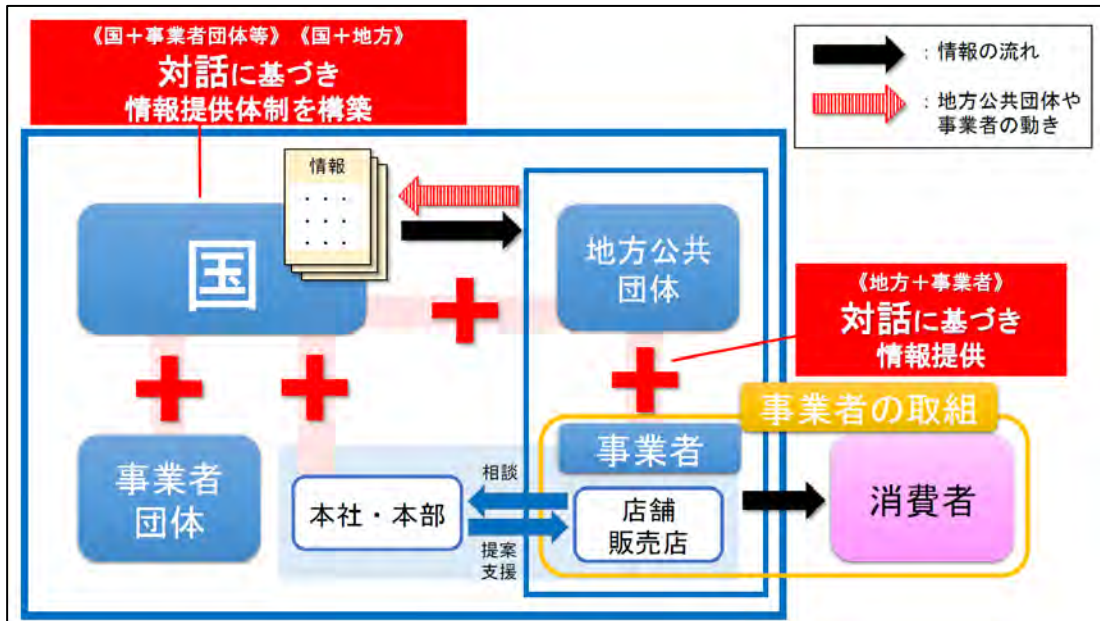 《国＋事業者団体等》《国＋地方》
対話に基づき
情報提供体制を構築
：情報の流れ
：地方公共団体や
事業者の動き
情報
・・・
・・・
・・・
国
地方公共
団体
《地方＋事業者》
対話に基づき
情報提供
事業者の取組
事業者
団体
本社・本部
相談
提案
支援
事業者
店舗
販売店
消費者